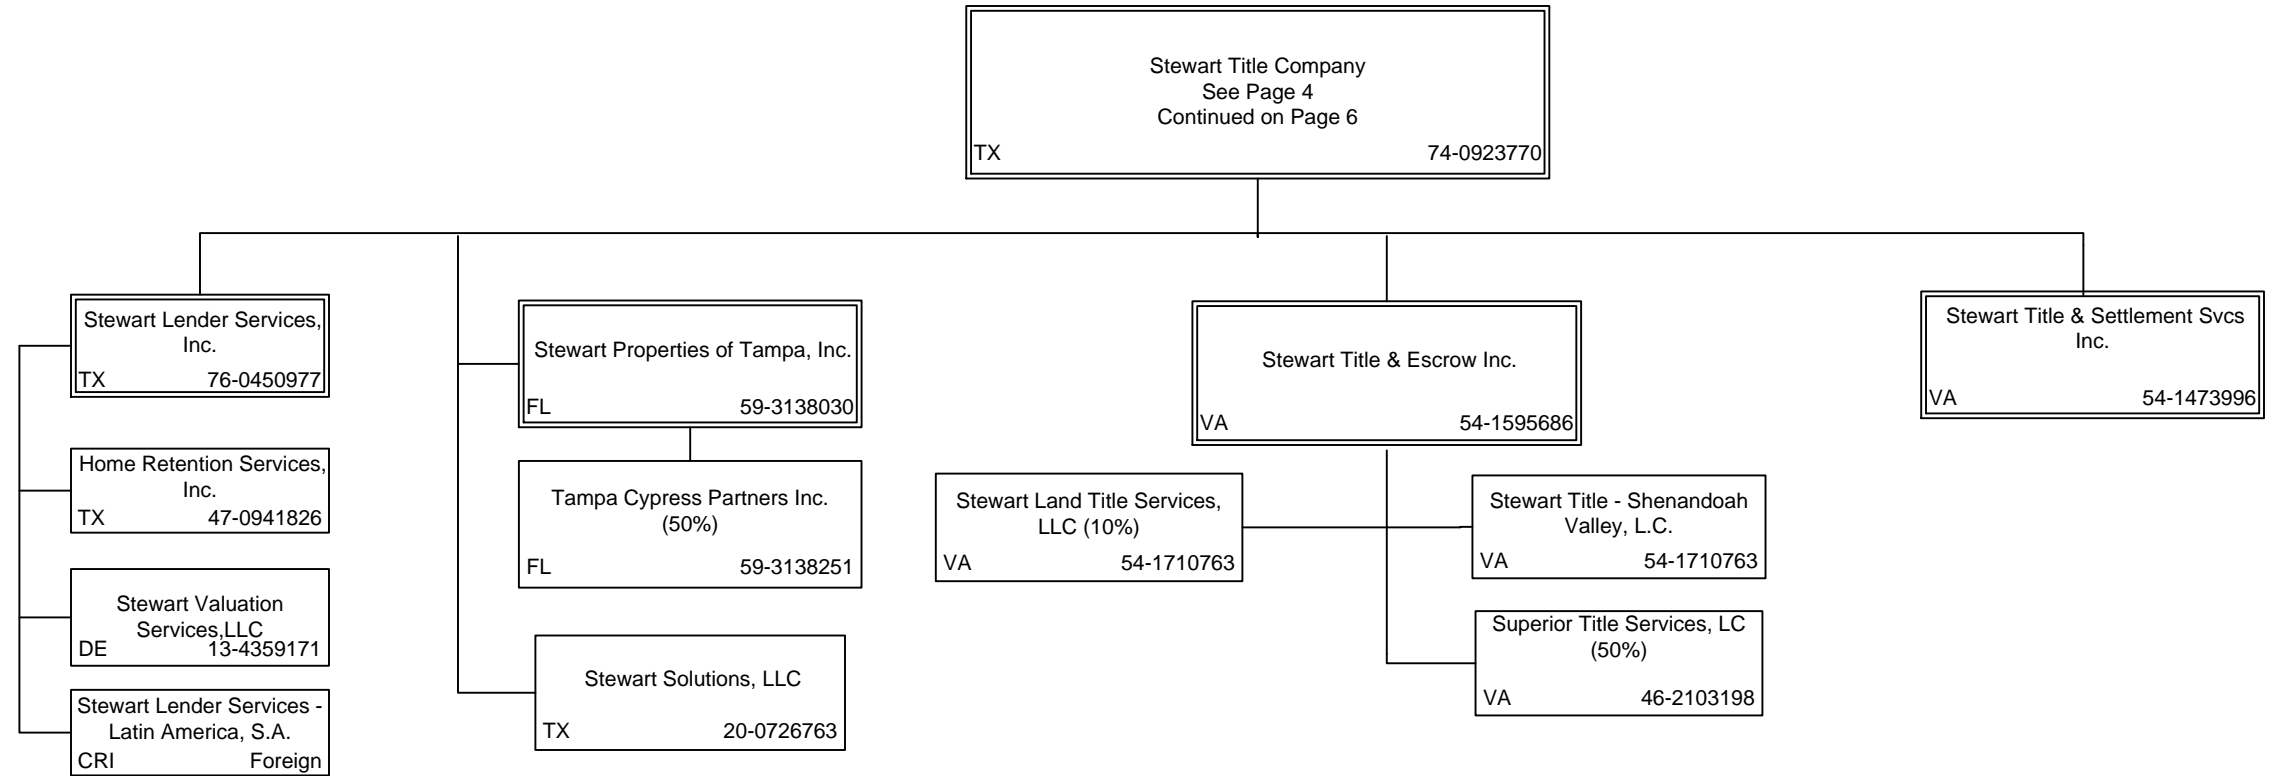 Stewart Title Company
See Page 4
Continued on Page 6
TX 74-0923770
Stewart Lender Services,
Inc.
TX 76-0450977
Home Retention Services,
Inc.
TX 47-0941826
Stewart Valuation
Services,LLC
DE 13-4359171
Stewart Lender Services -
Latin America, S.A.
CRI Foreign
Stewart Properties of Tampa, Inc.
FL 59-3138030
Tampa Cypress Partners Inc.
(50%)
FL 59-3138251
Stewart Solutions, LLC
TX 20-0726763
Stewart Title & Escrow Inc.
VA 54-1595686
Stewart Land Title Services,
LLC (10%)
VA 54-1710763
Stewart Title - Shenandoah
Valley, L.C.
VA 54-1710763
Superior Title Services, LC
(50%)
VA 46-2103198
Stewart Title & Settlement Svcs
Inc.
VA 54-1473996